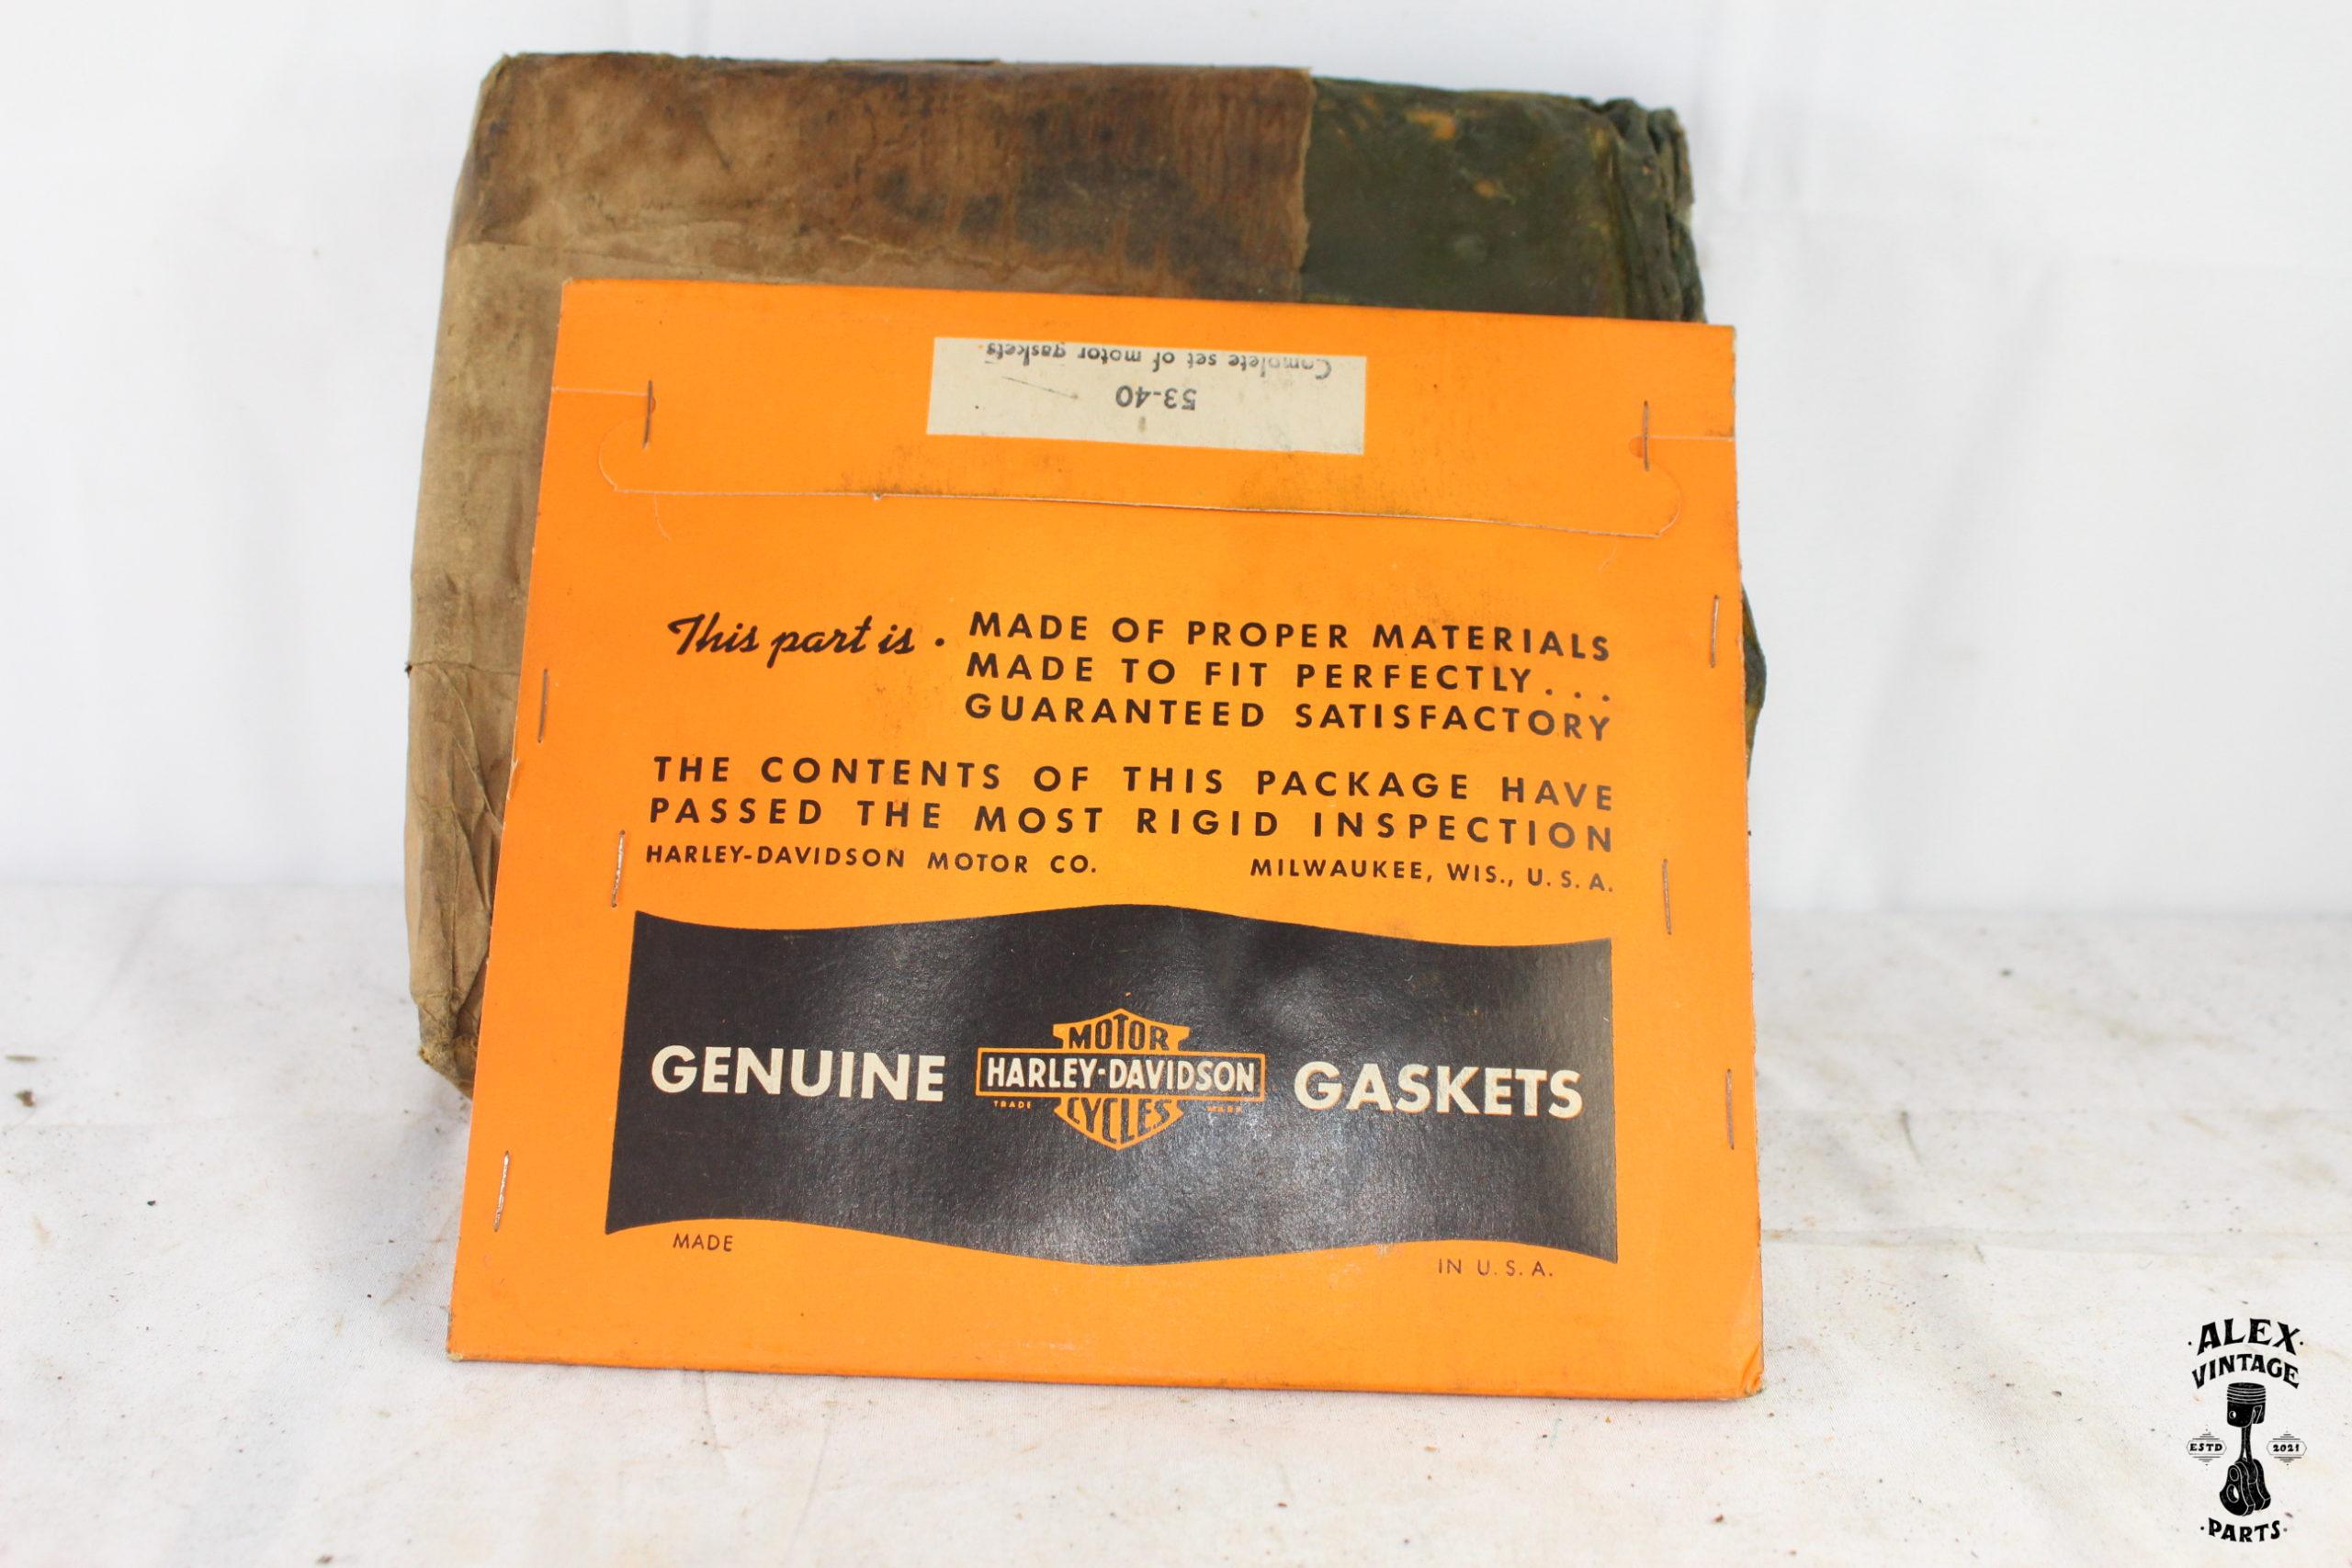 Complete set of motor gaskets.
53-40
This part is . MADE OF PROPER MATERIALS
MADE TO FIT PERFECTLY...
GUARANTEED SATISFACTORY
THE CONTENTS OF THIS PACKAGE HAVE
PASSED THE MOST RIGID INSPECTION
HARLEY-DAVIDSON MOTOR CO. MILWAUKEE, WIS., U.S.A.
MOTOR
GENUINE HARLEY-DAVIDSON GASKETS
TRADE MARK
CYCLES
MADE IN U.S.A.
ALEX
VINTAGE
ESTD 2021
PARTS